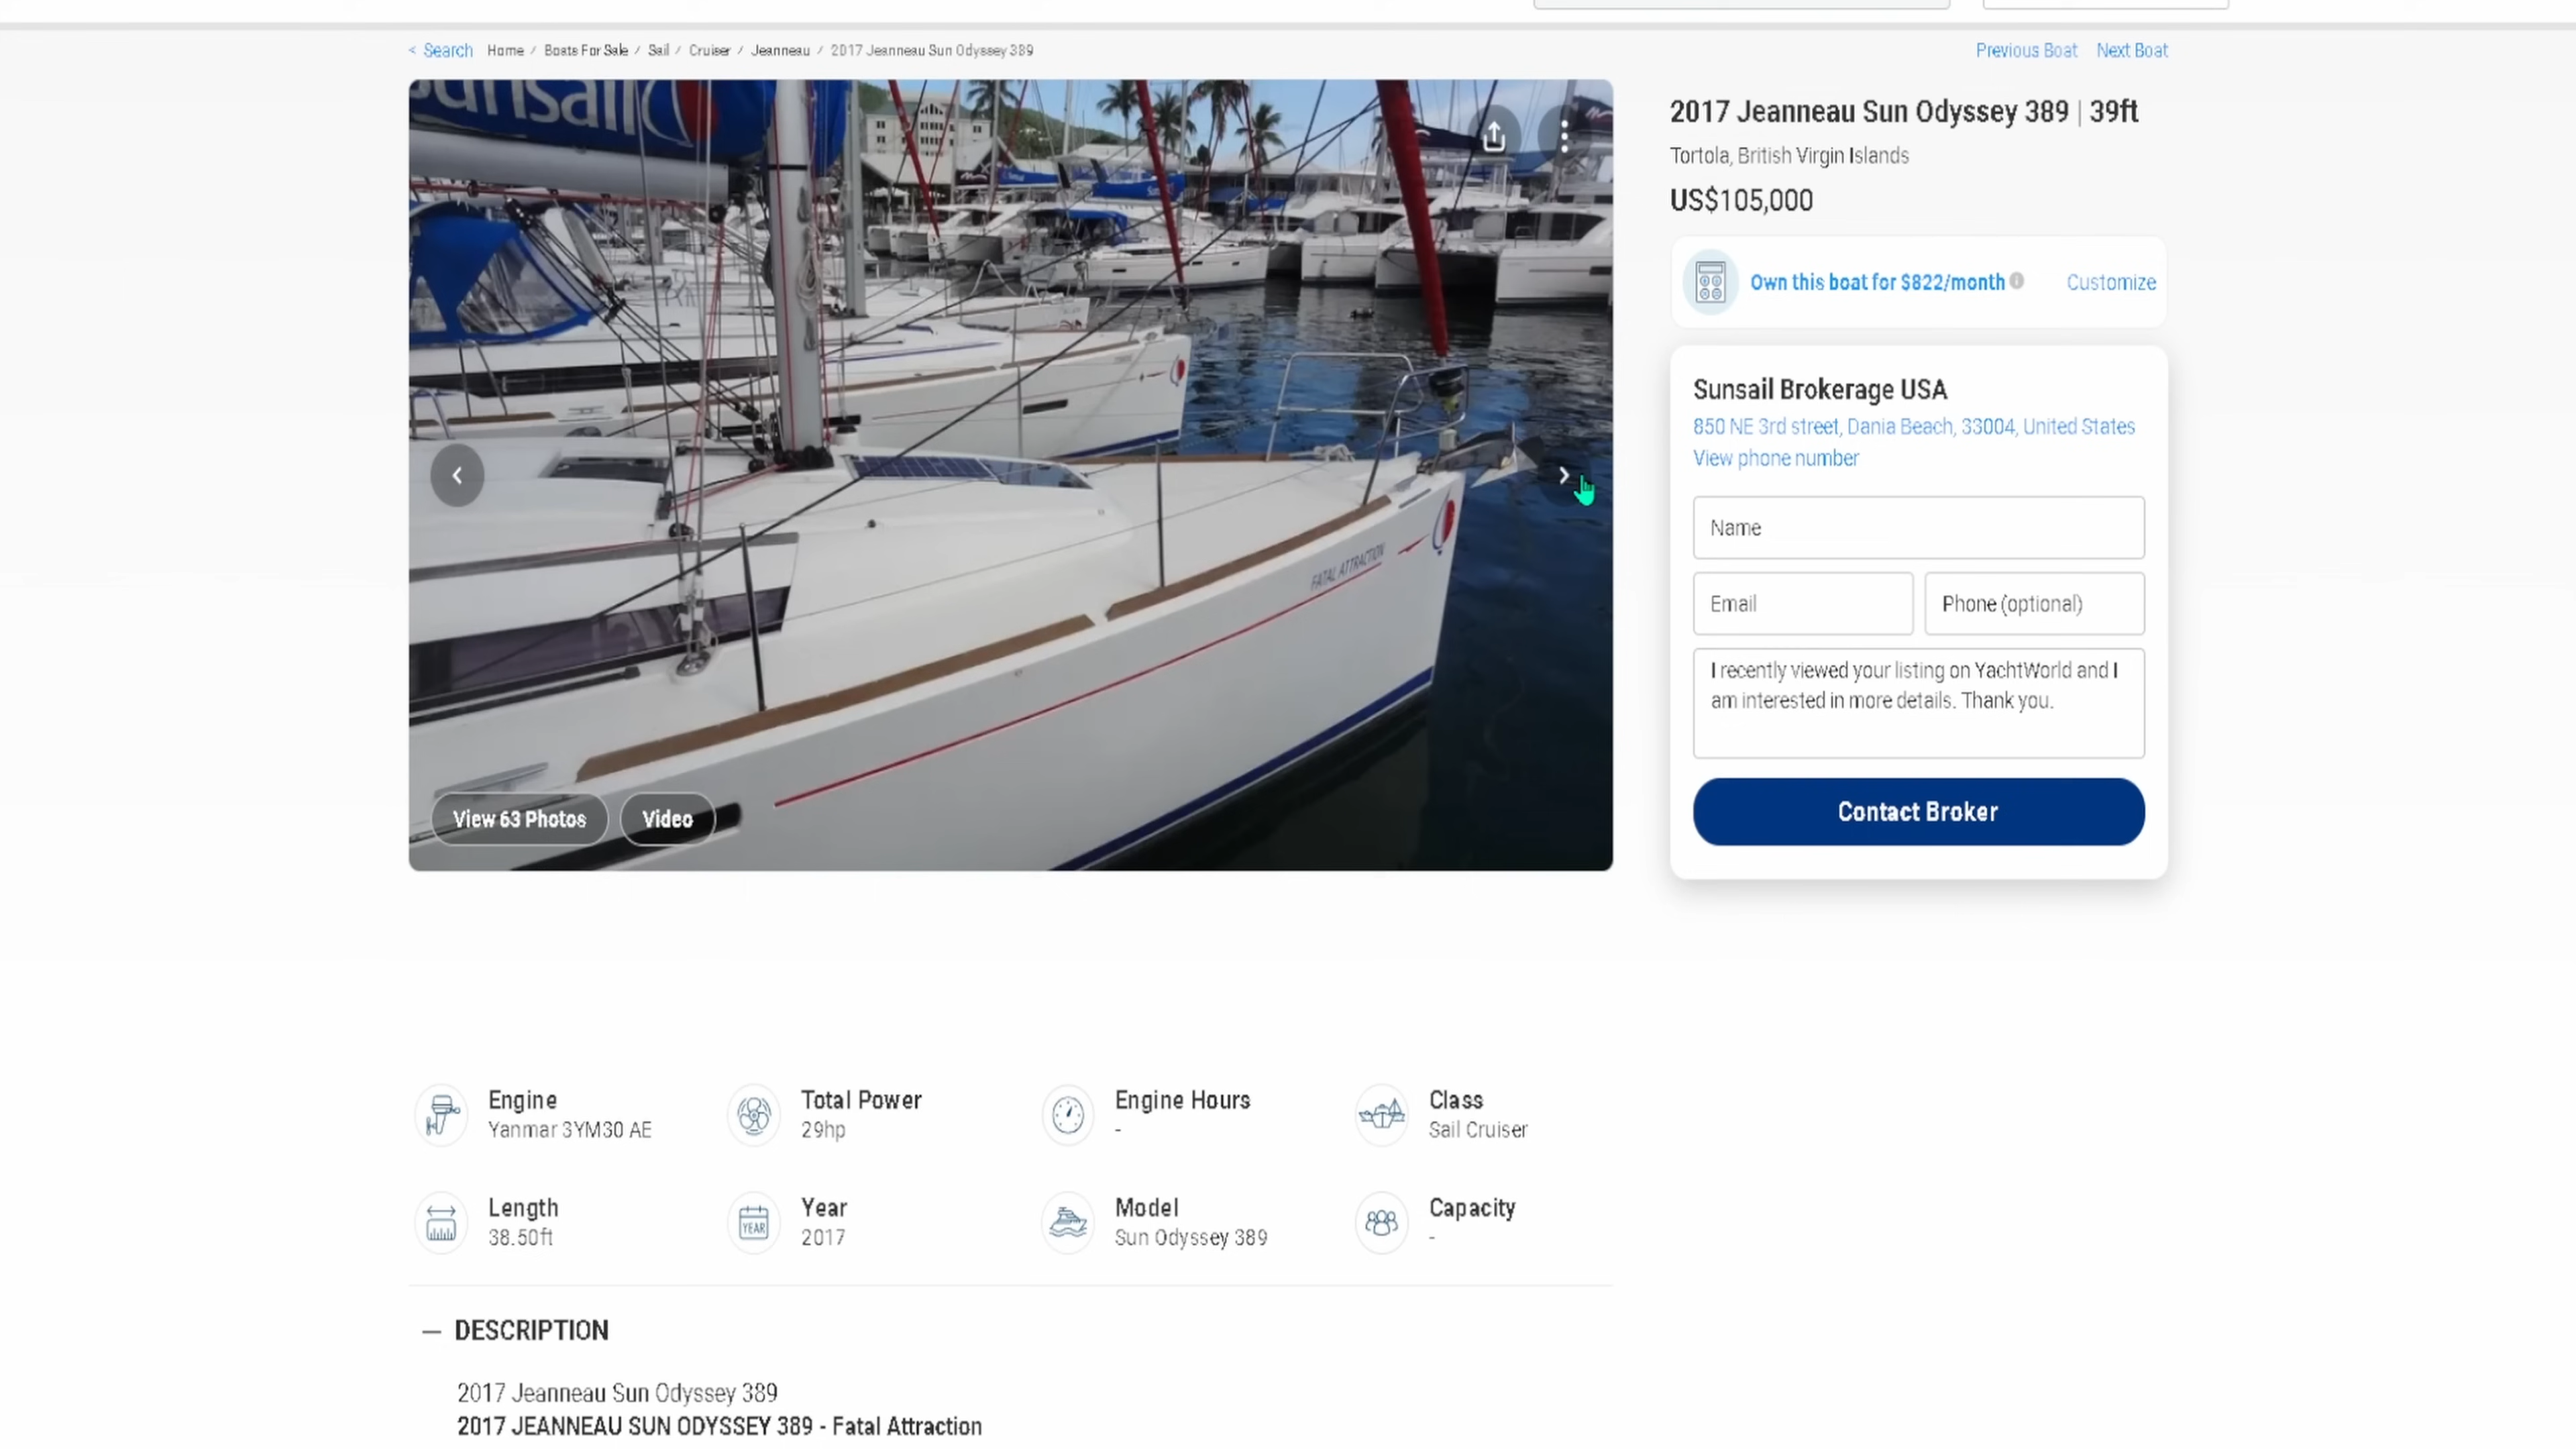 < Search Home / Boats For Sale / Sail / Cruiser / Jeanneau / 2017 Jeanneau Sun Odyssey 389
Previous Boat Next Boat
sunsail
FATAL ATTRACTION
View 63 Photos
Video
2017 Jeanneau Sun Odyssey 389 | 39ft
Tortola, British Virgin Islands
US$105,000
Own this boat for $822/month
Customize
Sunsail Brokerage USA
850 NE 3rd street, Dania Beach, 33004, United States
View phone number
Name
Email
Phone (optional)
I recently viewed your listing on YachtWorld and I
am interested in more details. Thank you.
Contact Broker
Engine
Yanmar 3YM30 AE
Total Power
29hp
Engine Hours
-
Class
Sail Cruiser
Length
38.50ft
YEAR
Year
2017
Model
Sun Odyssey 389
Capacity
-
— DESCRIPTION
2017 Jeanneau Sun Odyssey 389
2017 JEANNEAU SUN ODYSSEY 389 - Fatal Attraction